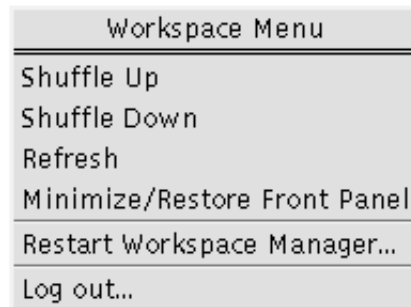 Workspace Menu
Shuffle Up
Shuffle Down
Refresh
Minimize/Restore Front Panel
Restart Workspace Manager...
Log out...